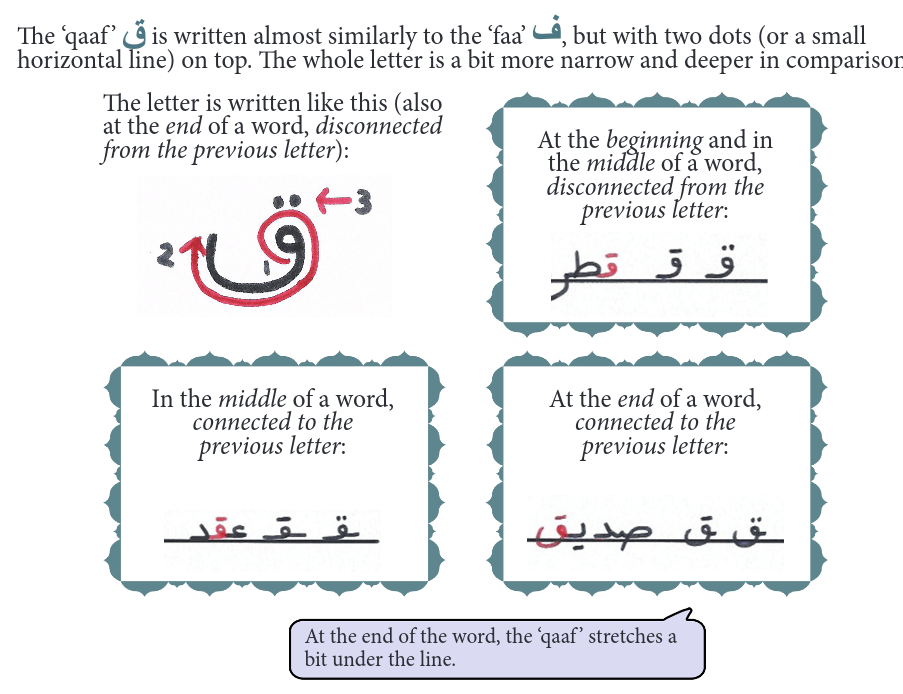 The ‘qaaf’ ق is written almost similarly to the ‘faa’ ف, but with two dots (or a small
horizontal line) on top. The whole letter is a bit more narrow and deeper in comparison
The letter is written like this (also
at the end of a word, disconnected
from the previous letter):
ق
1
2
3
At the beginning and in
the middle of a word,
disconnected from the
previous letter:
قـ قـ قطر
In the middle of a word,
connected to the
previous letter:
ـقـ ـقـ عقد
At the end of a word,
connected to the
previous letter:
ـق ـق صديق
At the end of the word, the ‘qaaf’ stretches a
bit under the line.